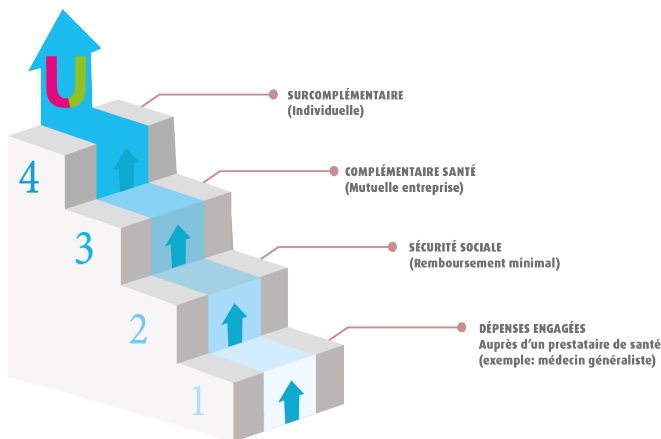 U
SURCOMPLÉMENTAIRE
(Individuelle)
4
COMPLÉMENTAIRE SANTÉ
(Mutuelle entreprise)
3
SÉCURITÉ SOCIALE
(Remboursement minimal)
2
DÉPENSES ENGAGÉES
Auprès d'un prestataire de santé
(exemple: médecin généraliste)
1